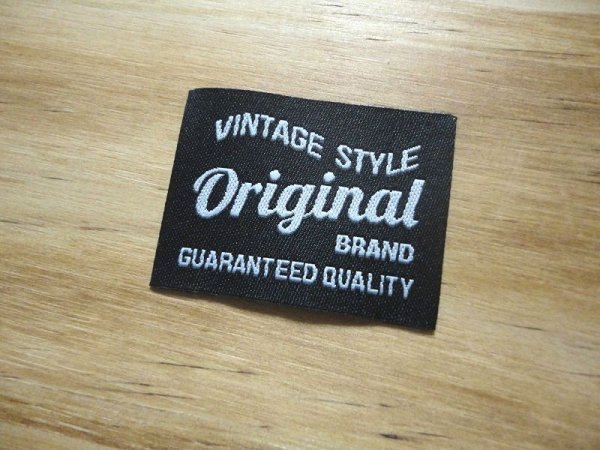 VINTAGE STYLE
Original
BRAND
GUARANTEED QUALITY